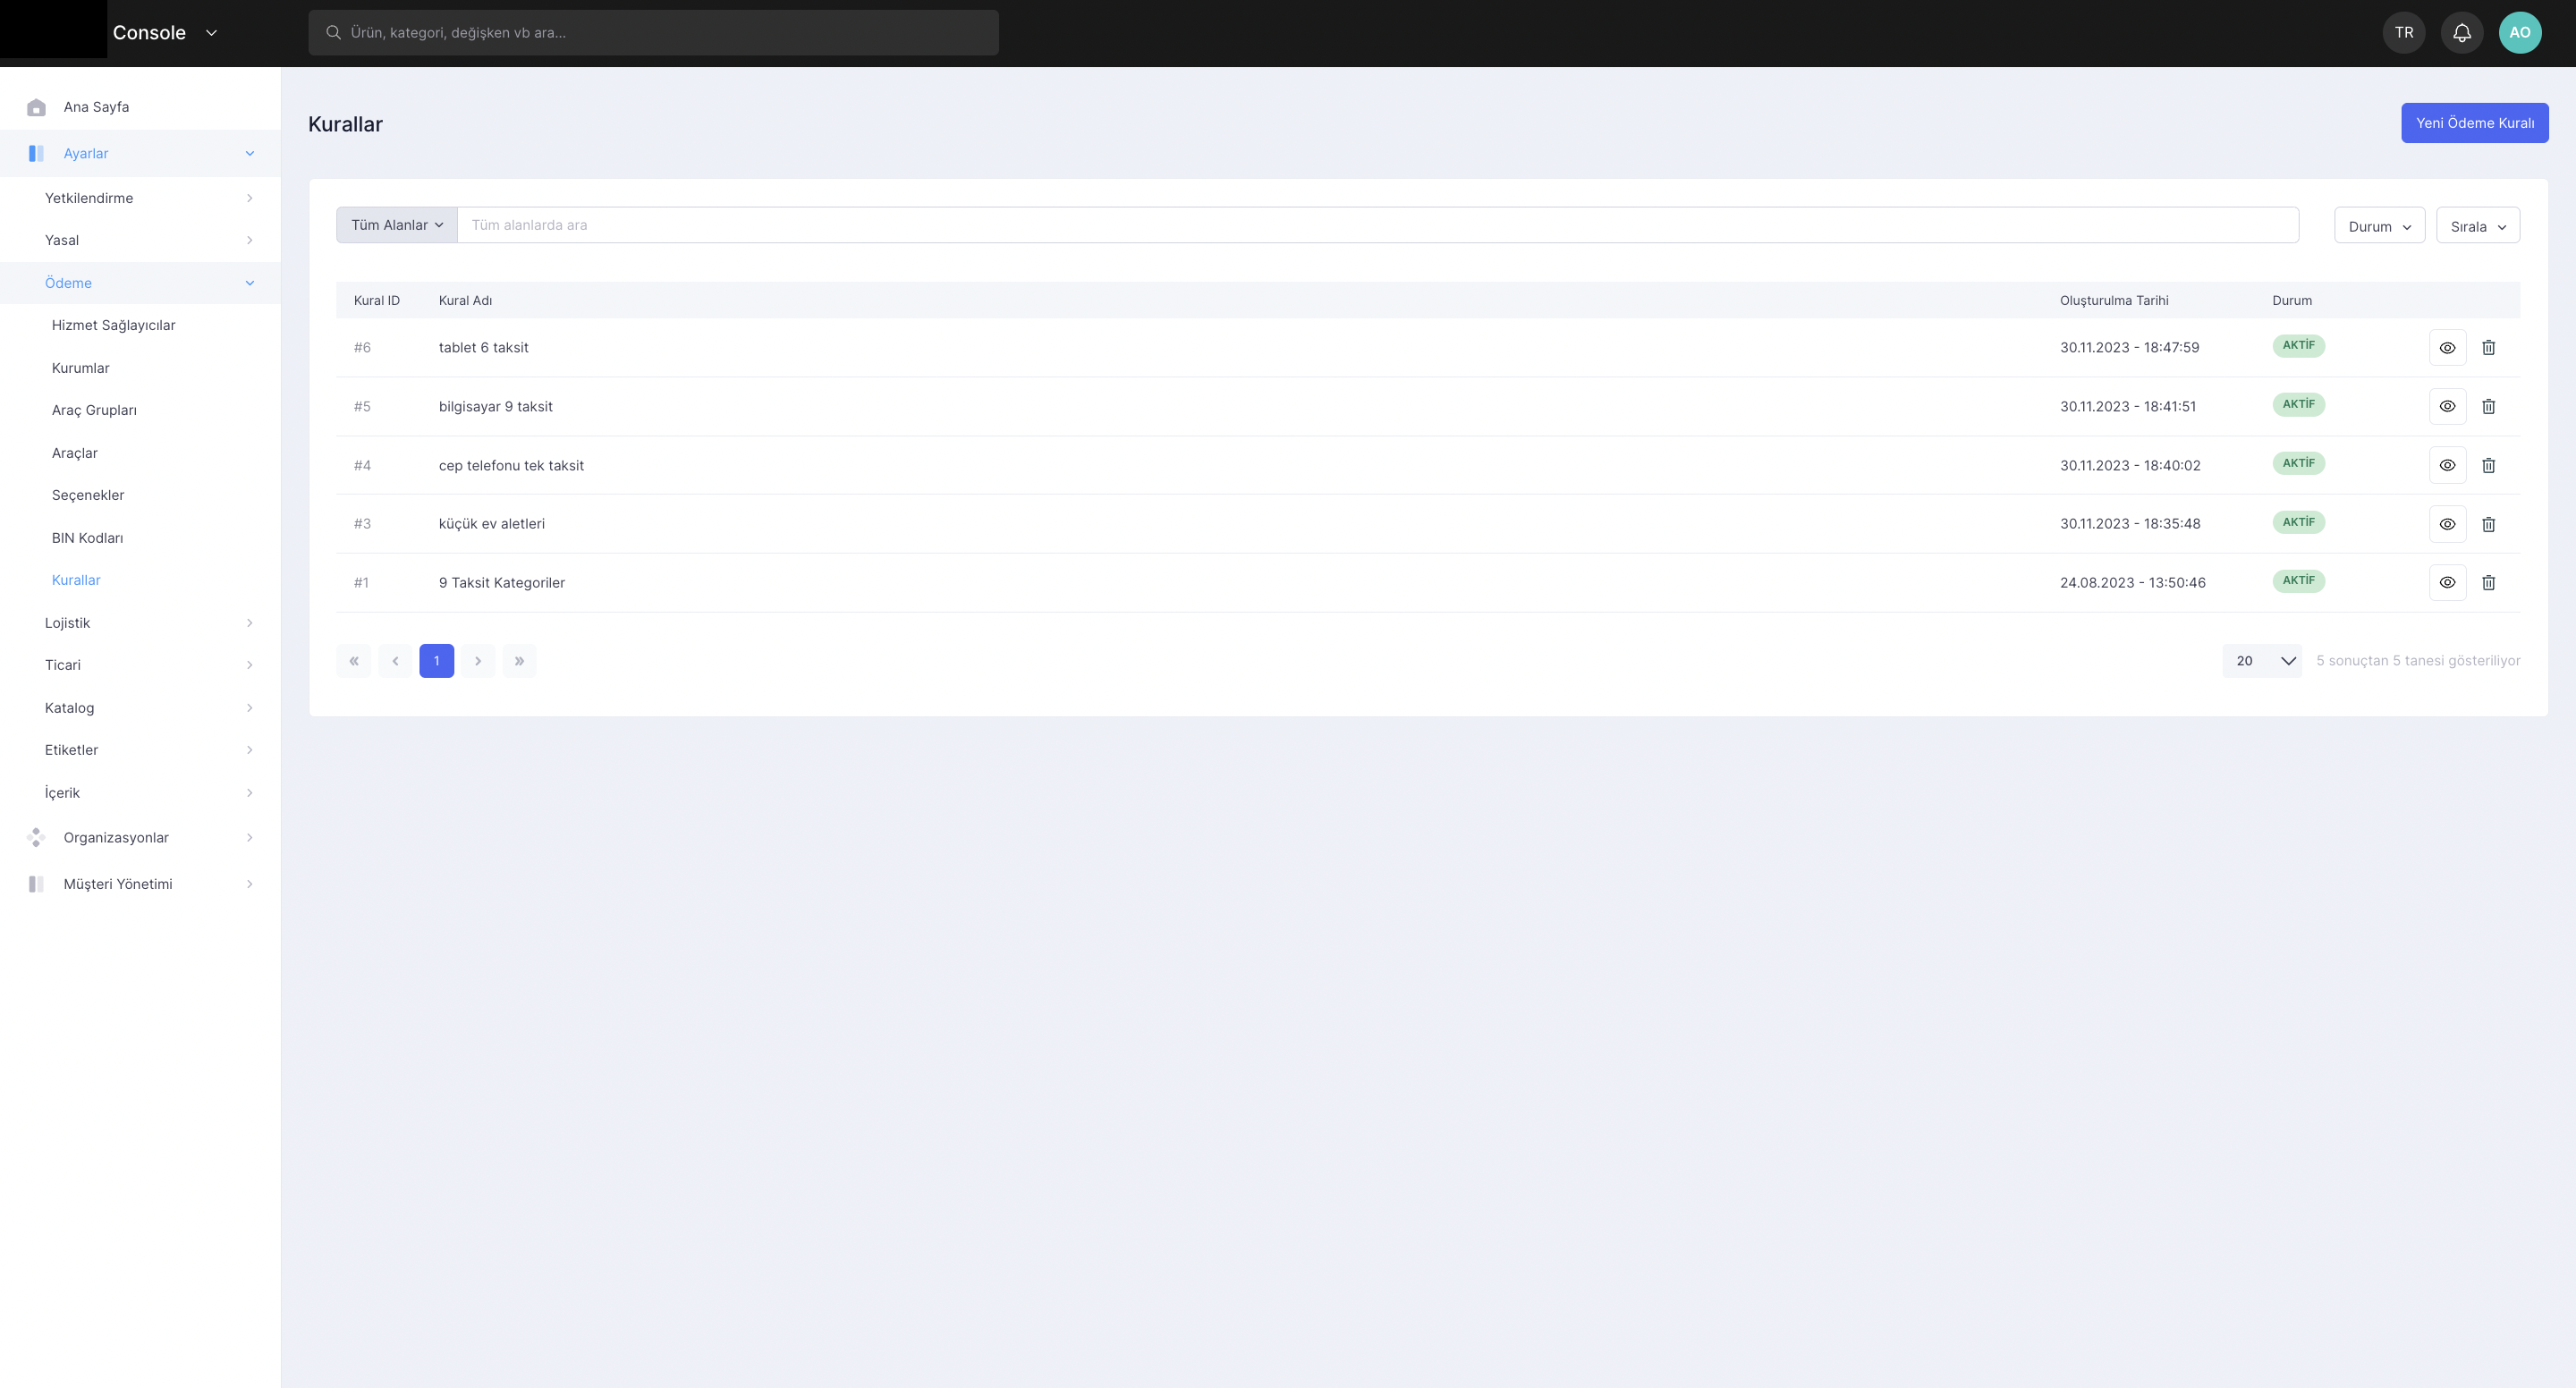 Console
Ürün, kategori, değişken vb ara...
TR
AO
Ana Sayfa
Ayarlar
Yetkilendirme
Yasal
Ödeme
Hizmet Sağlayıcılar
Kurumlar
Araç Grupları
Araçlar
Seçenekler
BIN Kodları
Kurallar
Lojistik
Ticari
Katalog
Etiketler
İçerik
Organizasyonlar
Müşteri Yönetimi
Kurallar
Yeni Ödeme Kuralı
Tüm Alanlar
Tüm alanlarda ara
Durum
Sırala
Kural ID Kural Adı Oluşturulma Tarihi Durum
#6 tablet 6 taksit 30.11.2023 - 18:47:59 AKTİF
#5 bilgisayar 9 taksit 30.11.2023 - 18:41:51 AKTİF
#4 cep telefonu tek taksit 30.11.2023 - 18:40:02 AKTİF
#3 küçük ev aletleri 30.11.2023 - 18:35:48 AKTİF
#1 9 Taksit Kategoriler 24.08.2023 - 13:50:46 AKTİF
« ‹ 1 › »
20
5 sonuçtan 5 tanesi gösteriliyor